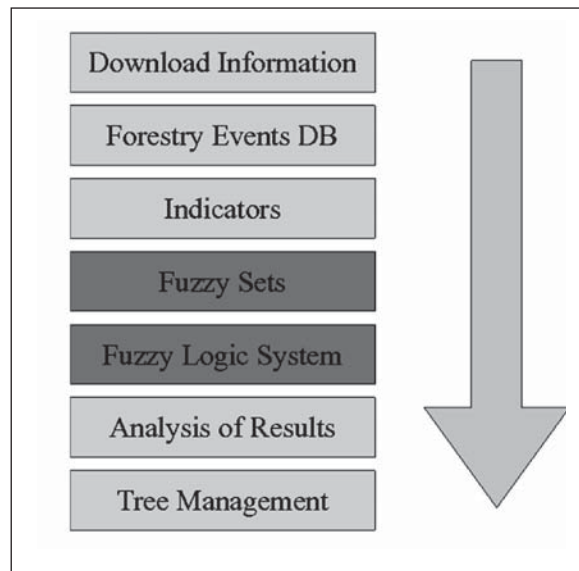 Download Information
Forestry Events DB
Indicators
Fuzzy Sets
Fuzzy Logic System
Analysis of Results
Tree Management